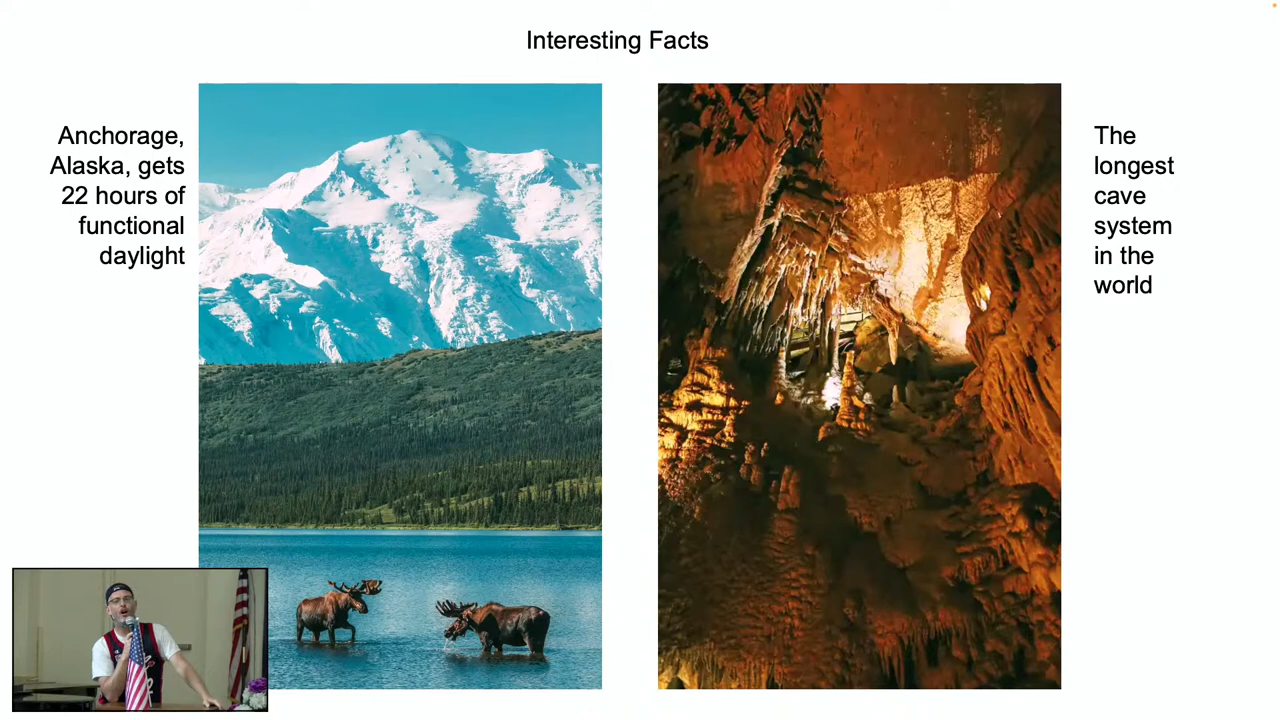 Interesting Facts
Anchorage,
Alaska, gets
22 hours of
functional
daylight
The
longest
cave
system
in the
world